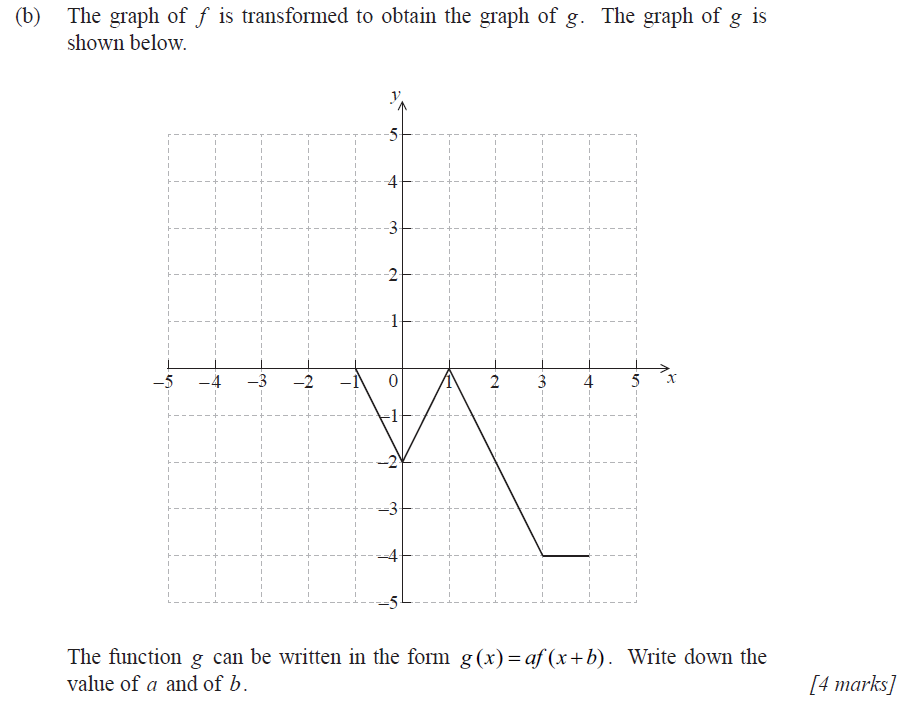 (b) The graph of f is transformed to obtain the graph of g. The graph of g is
shown below.
y
5
4
3
2
1
–5 –4 –3 –2 –1 0 1 2 3 4 5 x
–1
–2
–3
–4
–5
The function g can be written in the form g(x) = af(x+b). Write down the
value of a and of b.
[4 marks]